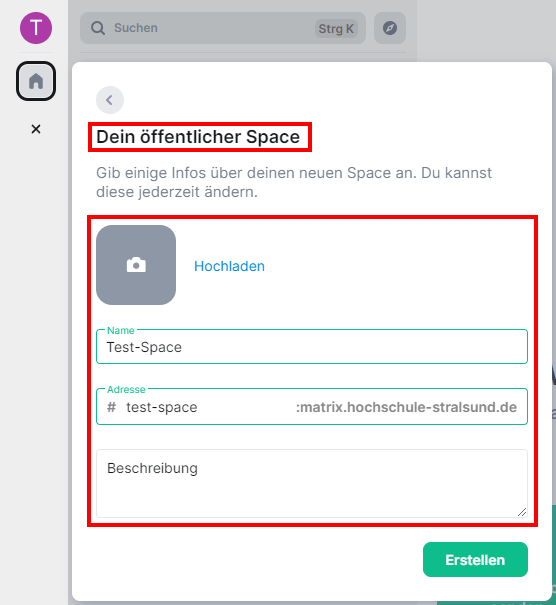 T
Suchen
Strg K
Dein öffentlicher Space
Gib einige Infos über deinen neuen Space an. Du kannst
diese jederzeit ändern.
Hochladen
Name
Test-Space
Adresse
# test-space :matrix.hochschule-stralsund.de
Beschreibung
Erstellen